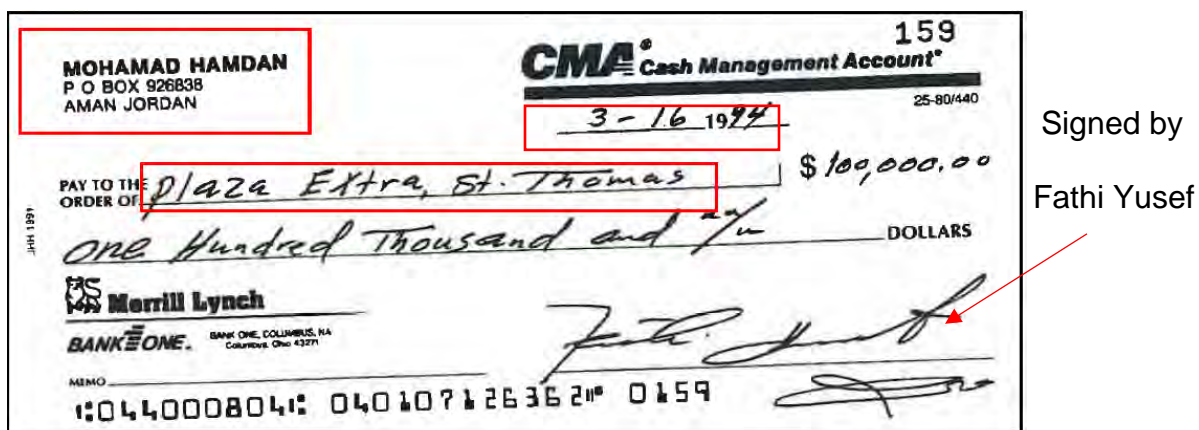 159
MOHAMAD HAMDAN
P O BOX 926838
AMAN JORDAN
CMA® Cash Management Account®
25-80/440
3-16 1994
PAY TO THE ORDER OF Plaza Extra, St. Thomas $ 100,000.00
One Hundred Thousand and DOLLARS
JHH 1991
Merrill Lynch
BANK ONE. BANK ONE, COLUMBUS, NA
Columbus, Ohio 43271
MEMO
⑆044000804⑆ 04010712636 2⑈ 0159
Signed by
Fathi Yusef